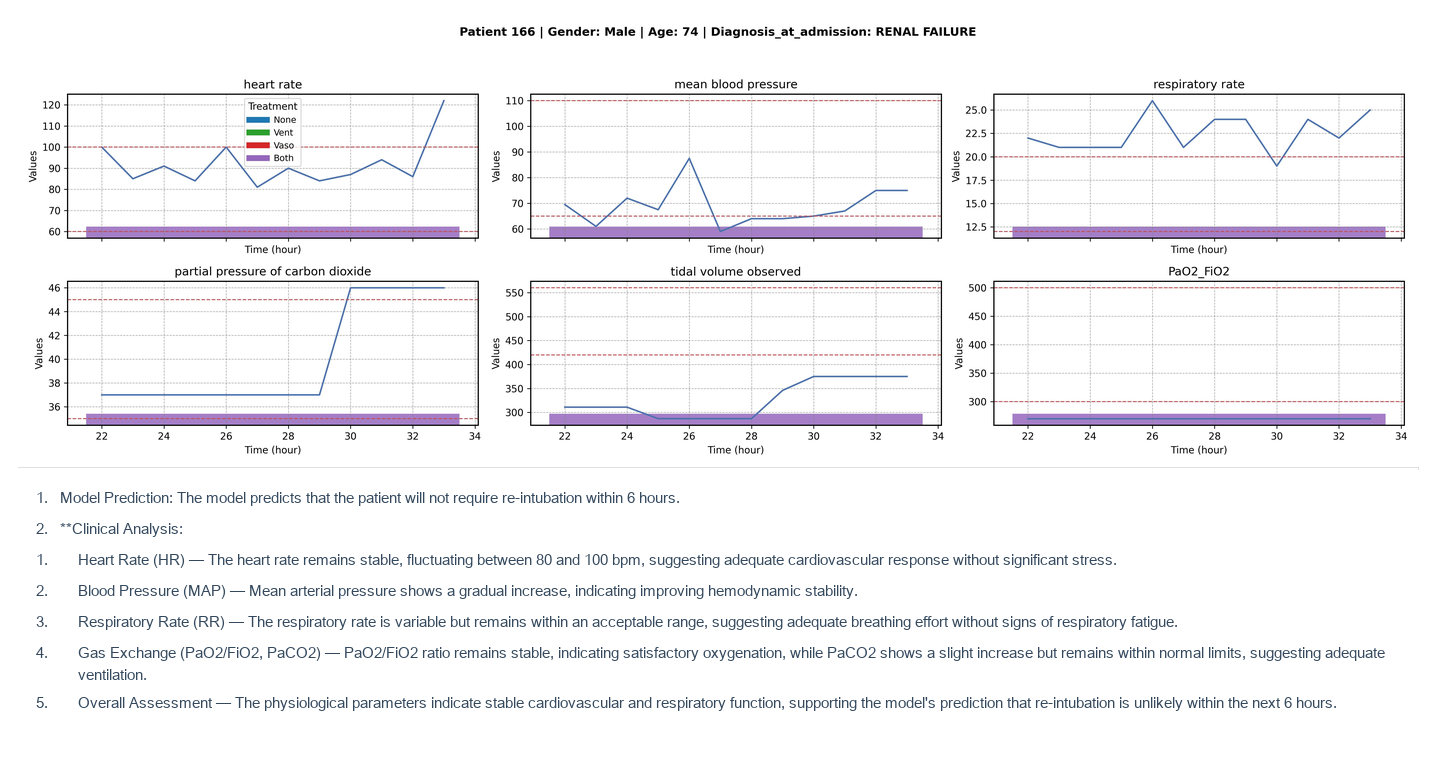 Patient 166 | Gender: Male | Age: 74 | Diagnosis_at_admission: RENAL FAILURE
heart rate
Values
120
110
100
90
80
70
60
Treatment
None
Vent
Vaso
Both
Time (hour)
mean blood pressure
Values
110
100
90
80
70
60
Time (hour)
respiratory rate
Values
25.0
22.5
20.0
17.5
15.0
12.5
Time (hour)
partial pressure of carbon dioxide
Values
46
44
42
40
38
36
22 24 26 28 30 32 34
Time (hour)
tidal volume observed
Values
550
500
450
400
350
300
22 24 26 28 30 32 34
Time (hour)
PaO2_FiO2
Values
500
450
400
350
300
22 24 26 28 30 32 34
Time (hour)
1. Model Prediction: The model predicts that the patient will not require re-intubation within 6 hours.
2. **Clinical Analysis:
1. Heart Rate (HR) — The heart rate remains stable, fluctuating between 80 and 100 bpm, suggesting adequate cardiovascular response without significant stress.
2. Blood Pressure (MAP) — Mean arterial pressure shows a gradual increase, indicating improving hemodynamic stability.
3. Respiratory Rate (RR) — The respiratory rate is variable but remains within an acceptable range, suggesting adequate breathing effort without signs of respiratory fatigue.
4. Gas Exchange (PaO2/FiO2, PaCO2) — PaO2/FiO2 ratio remains stable, indicating satisfactory oxygenation, while PaCO2 shows a slight increase but remains within normal limits, suggesting adequate
ventilation.
5. Overall Assessment — The physiological parameters indicate stable cardiovascular and respiratory function, supporting the model's prediction that re-intubation is unlikely within the next 6 hours.